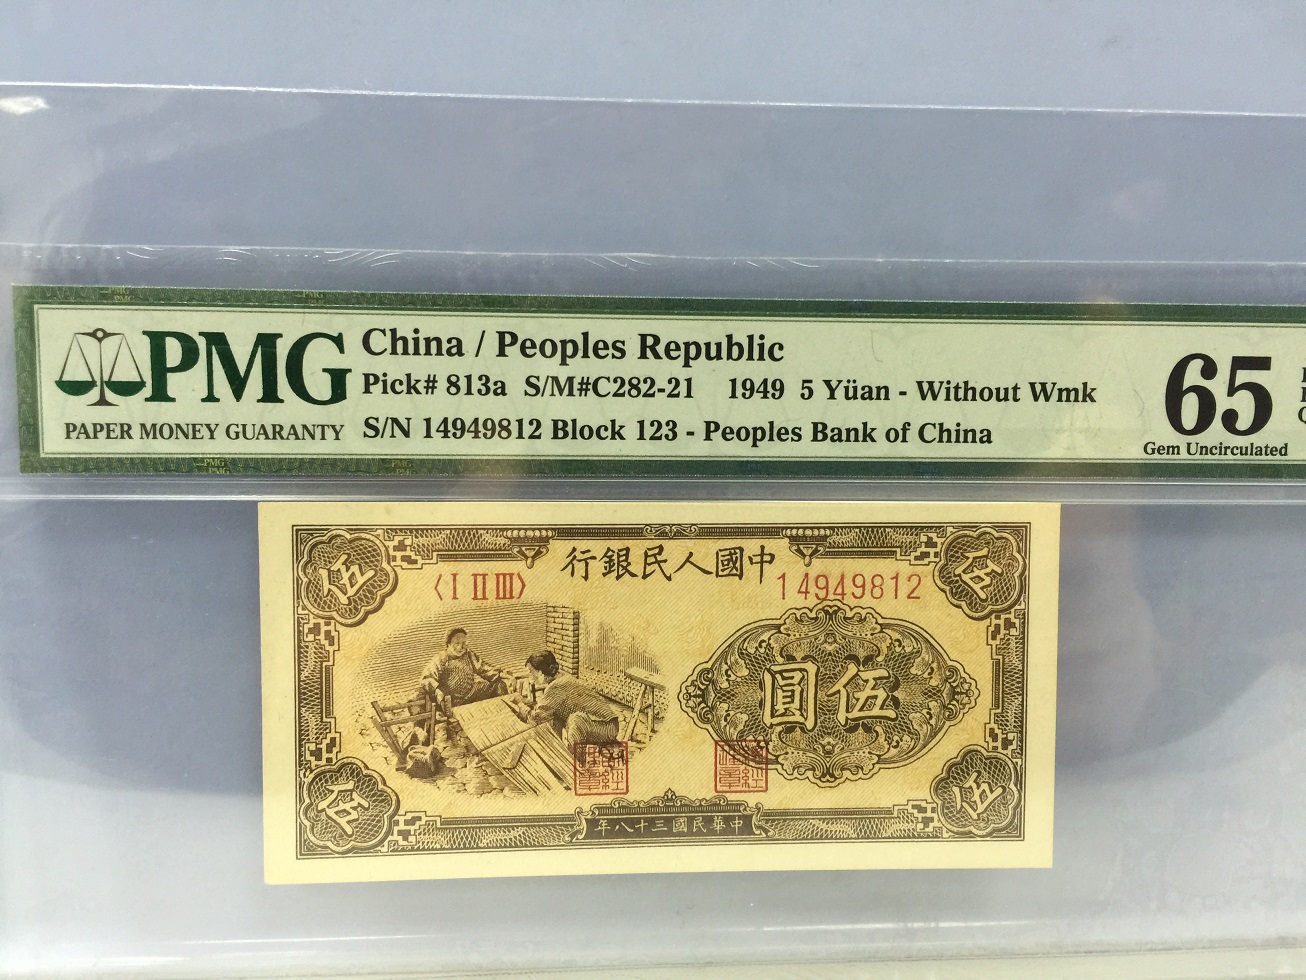 PMG
PAPER MONEY GUARANTY
China / Peoples Republic
Pick# 813a S/M#C282-21 1949 5 Yüan - Without Wmk
S/N 14949812 Block 123 - Peoples Bank of China
65
Gem Uncirculated
行銀民人國中
〈I II III〉
14949812
伍
伍
圓伍
伍
伍
年八十三國民華中